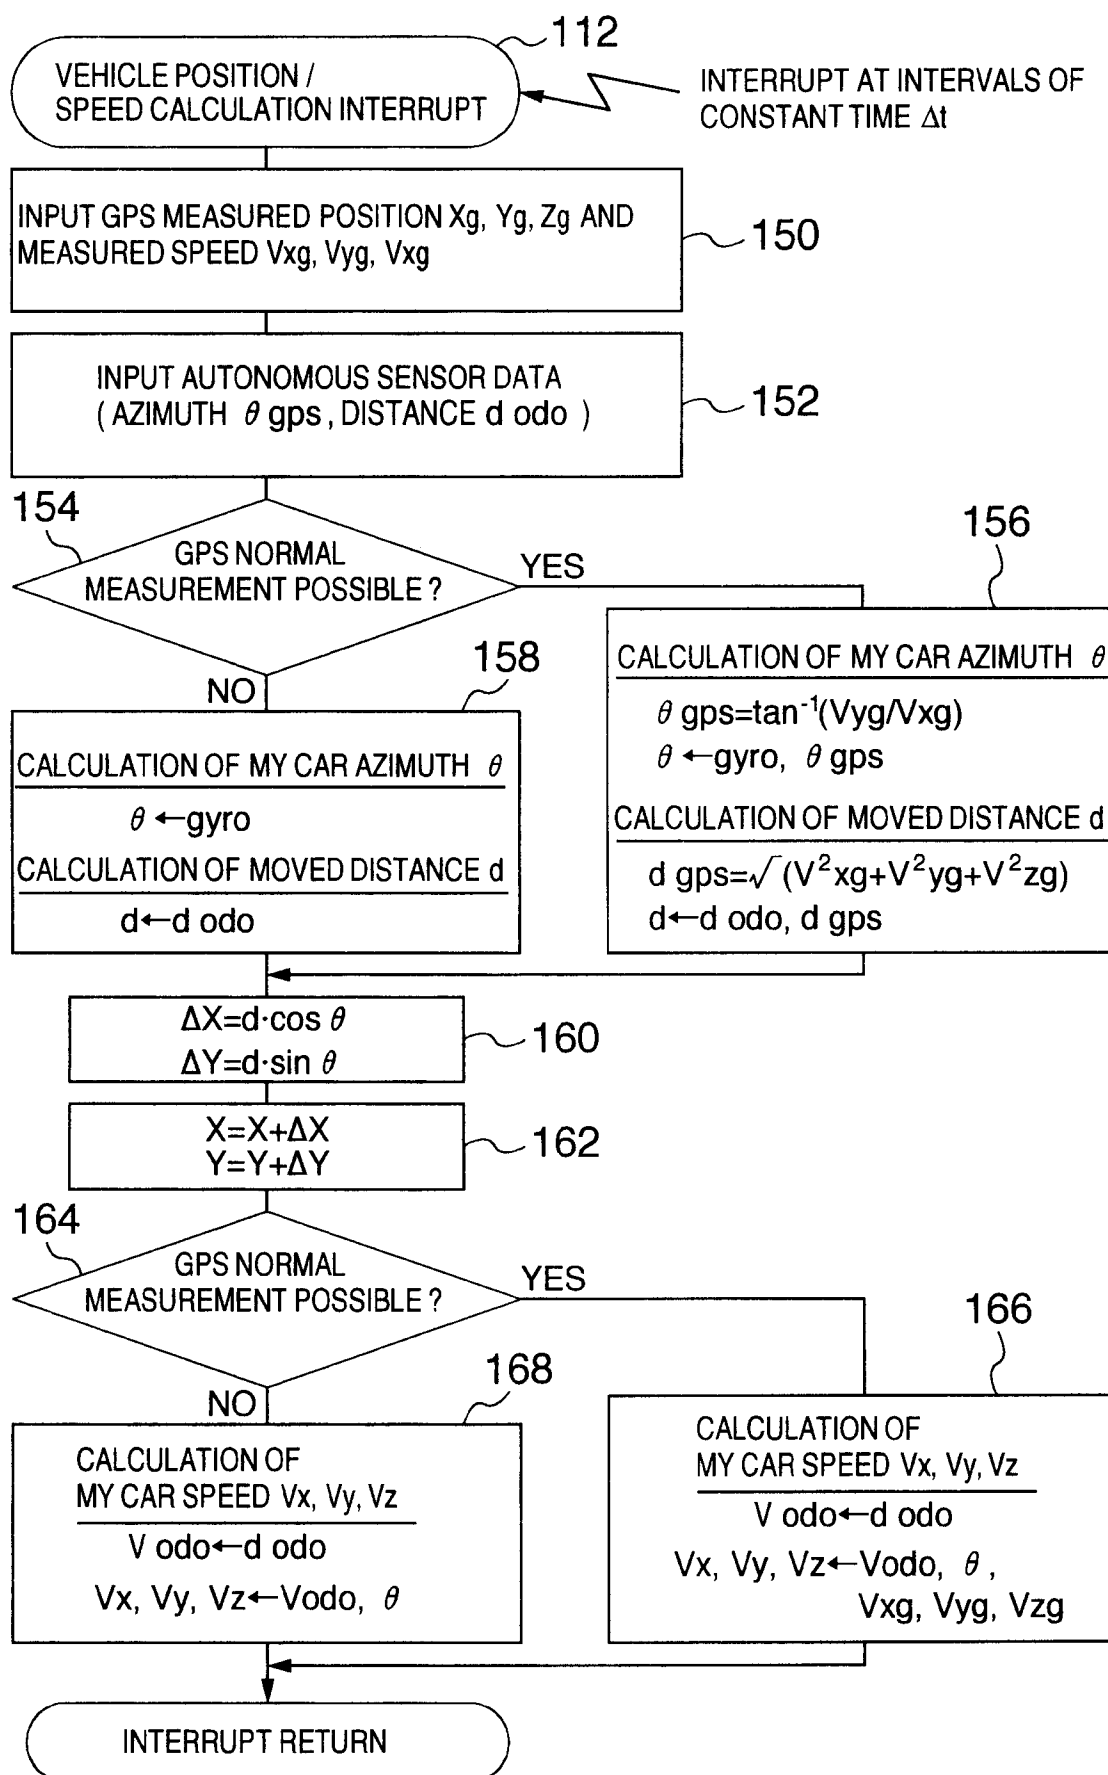 112
VEHICLE POSITION /
SPEED CALCULATION INTERRUPT
INTERRUPT AT INTERVALS OF
CONSTANT TIME Δt
INPUT GPS MEASURED POSITION Xg, Yg, Zg AND
MEASURED SPEED Vxg, Vyg, Vxg
150
INPUT AUTONOMOUS SENSOR DATA
( AZIMUTH θ gps , DISTANCE d odo )
152
154
GPS NORMAL
MEASUREMENT POSSIBLE ?
YES
NO
156
CALCULATION OF MY CAR AZIMUTH θ
θ gps=tan⁻¹(Vyg/Vxg)
θ ←gyro, θ gps
CALCULATION OF MOVED DISTANCE d
d gps=√(V²xg+V²yg+V²zg)
d←d odo, d gps
158
CALCULATION OF MY CAR AZIMUTH θ
θ ←gyro
CALCULATION OF MOVED DISTANCE d
d←d odo
ΔX=d·cos θ
ΔY=d·sin θ
160
X=X+ΔX
Y=Y+ΔY
162
164
GPS NORMAL
MEASUREMENT POSSIBLE ?
YES
NO
166
CALCULATION OF
MY CAR SPEED Vx, Vy, Vz
V odo←d odo
Vx, Vy, Vz←Vodo, θ ,
Vxg, Vyg, Vzg
168
CALCULATION OF
MY CAR SPEED Vx, Vy, Vz
V odo←d odo
Vx, Vy, Vz←Vodo, θ
INTERRUPT RETURN